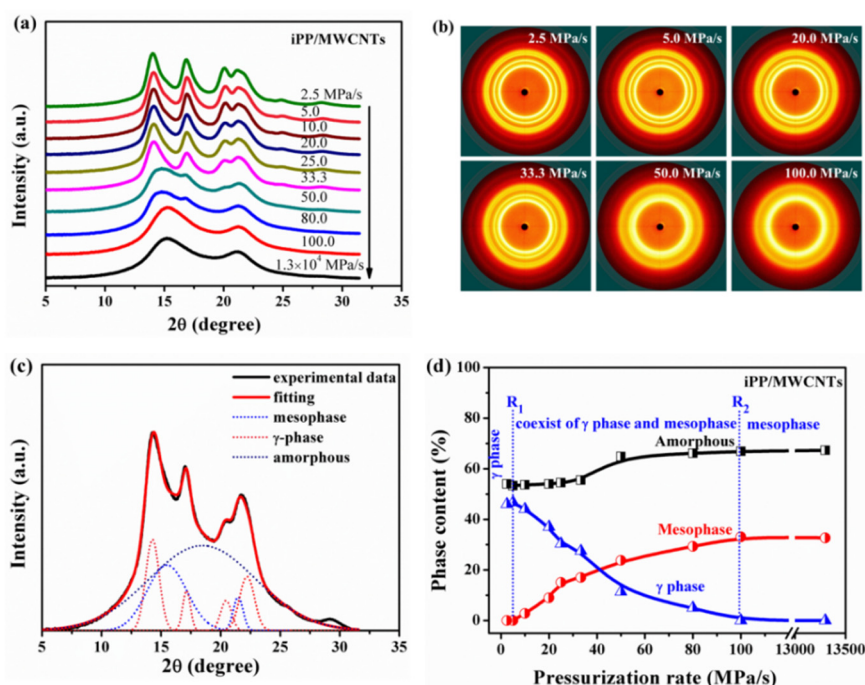 (a)
iPP/MWCNTs
2.5 MPa/s
5.0
10.0
20.0
25.0
33.3
50.0
80.0
100.0
1.3×10⁴ MPa/s
Intensity (a.u.)
5 10 15 20 25 30 35
2θ (degree)
(b)
2.5 MPa/s 5.0 MPa/s 20.0 MPa/s
33.3 MPa/s 50.0 MPa/s 100.0 MPa/s
(c)
experimental data
fitting
mesophase
γ-phase
amorphous
Intensity (a.u.)
5 10 15 20 25 30 35
2θ (degree)
(d)
iPP/MWCNTs
100
80
60
40
20
0
Phase content (%)
R₁ R₂
γ phase
coexist of γ phase and mesophase
mesophase
Amorphous
Mesophase
γ phase
0 20 40 60 80 100 120 13000 13500
Pressurization rate (MPa/s)